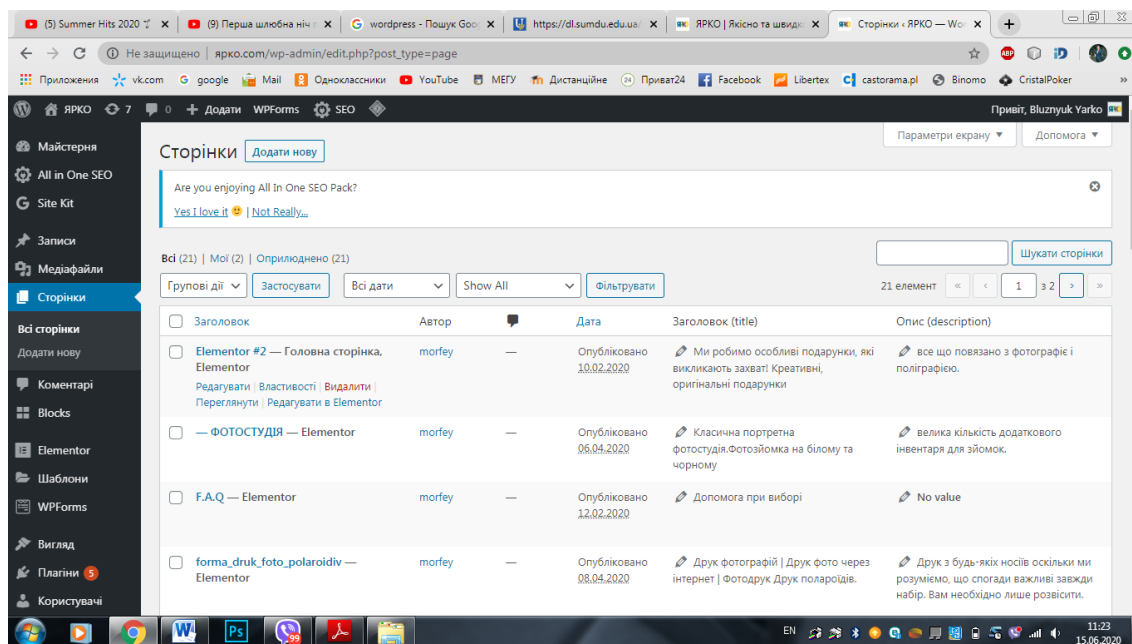 (5) Summer Hits 2020
(9) Перша шлюбна ніч
wordpress - Пошук Goo
https://dl.sumdu.edu.ua/
ЯРКО | Якісно та швидк
Сторінки ‹ ЯРКО — Wor
Не защищено | ярко.com/wp-admin/edit.php?post_type=page
ABP
Приложения vk.com google Mail Одноклассники YouTube МЕГУ Дистанційне 24 Приват24 Facebook Libertex castorama.pl Binomo CristalPoker »
ЯРКО 7 0 + Додати WPForms SEO Привіт, Bluznyuk Yarko
Параметри екрану ▼ Допомога ▼
Майстерня
All in One SEO
Site Kit
Записи
Медіафайли
Сторінки
Всі сторінки
Додати нову
Коментарі
Blocks
Elementor
Шаблони
WPForms
Вигляд
Плагіни 5
Користувачі
Сторінки Додати нову
Are you enjoying All In One SEO Pack?
Yes I love it 🙂 | Not Really...
Всі (21) | Мої (2) | Оприлюднено (21)
Шукати сторінки
Групові дії Застосувати Всі дати Show All Фільтрувати 21 елемент « ‹ 1 з 2 › »
Заголовок Автор Дата Заголовок (title) Опис (description)
Elementor #2 — Головна сторінка,
Elementor
Редагувати | Властивості | Видалити |
Переглянути | Редагувати в Elementor
morfey
—
Опубліковано
10.02.2020
Ми робимо особливі подарунки, які
викликають захват! Креативні,
оригінальні подарунки
все що повязано з фотографіє і
поліграфією.
— ФОТОСТУДІЯ — Elementor
morfey
—
Опубліковано
06.04.2020
Класична портретна
фотостудія.Фотозйомка на білому та
чорному
велика кількість додаткового
інвентаря для зйомок.
F.A.Q — Elementor
morfey
—
Опубліковано
12.02.2020
Допомога при виборі
No value
forma_druk_foto_polaroidiv —
Elementor
morfey
—
Опубліковано
08.04.2020
Друк фотографій | Друк фото через
інтернет | Фотодрук Друк полароїдів.
Друк з будь-яких носіїв оскільки ми
розуміємо, що спогади важливі завжди
набір. Вам необхідно лише розвісити.
Ps
99
EN
11:23
15.06.2020